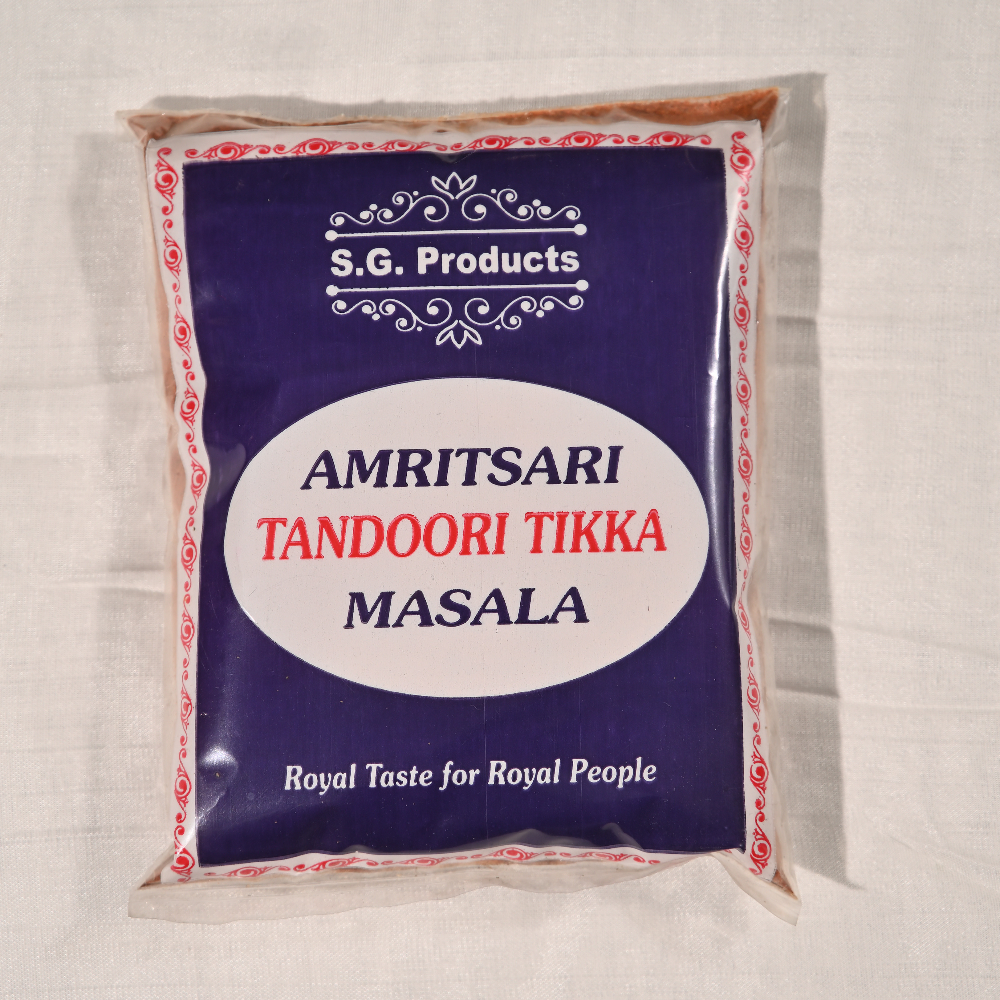 S.G. Products
AMRITSARI
TANDOORI TIKKA
MASALA
Royal Taste for Royal People